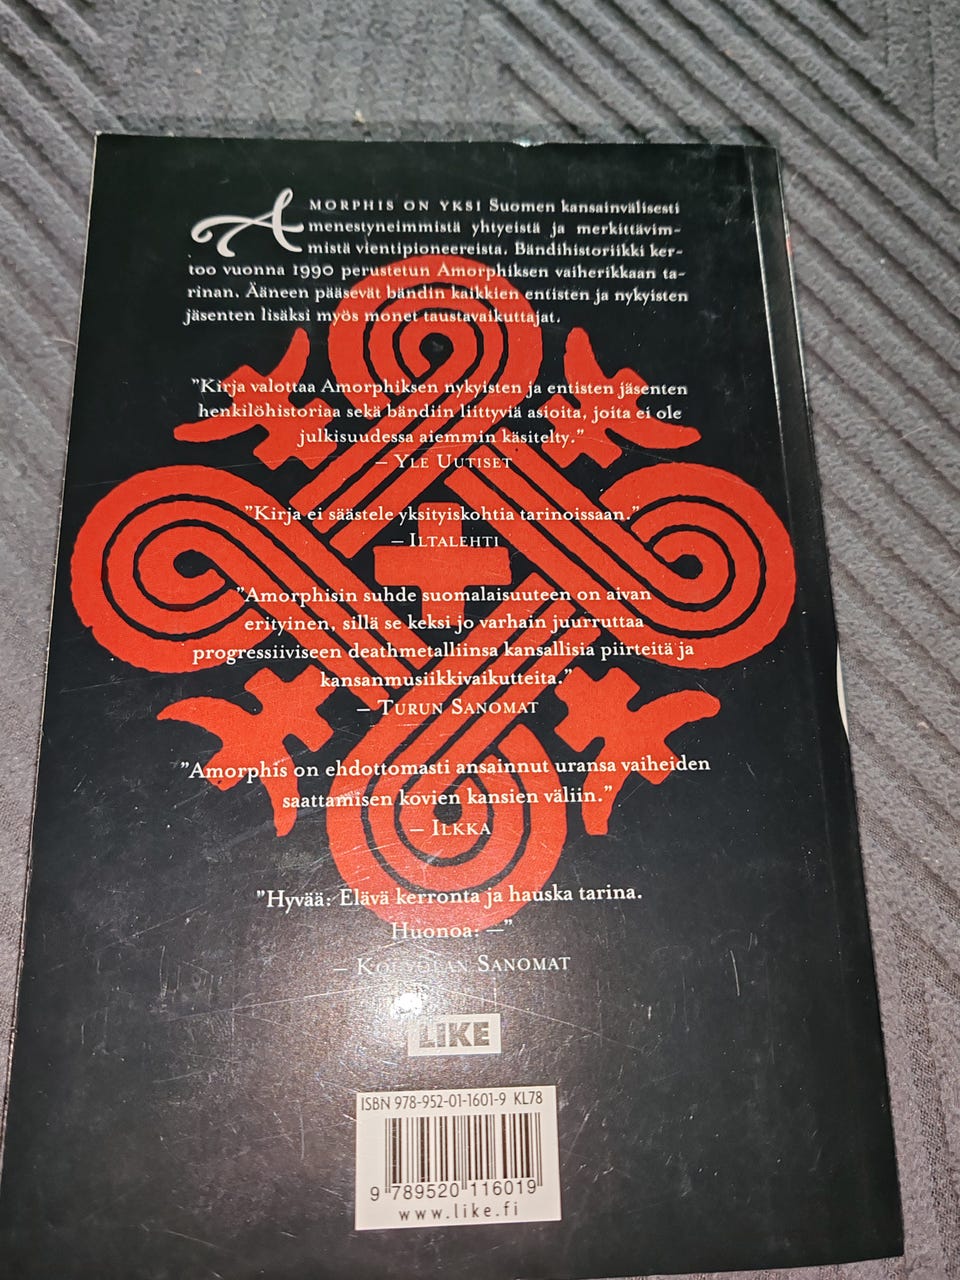 AMORPHIS ON YKSI Suomen kansainvälisesti
menestyneimmistä yhtyeistä ja merkittävim-
mistä vientipioneereista. Bändihistoriikki ker-
too vuonna 1990 perustetun Amorphiksen vaiherikkaan ta-
rinan. Ääneen pääsevät bändin kaikkien entisten ja nykyisten
jäsenten lisäksi myös monet taustavaikuttajat.
"Kirja valottaa Amorphiksen nykyisten ja entisten jäsenten
henkilöhistoriaa sekä bändiin liittyviä asioita, joita ei ole
julkisuudessa aiemmin käsitelty."
– YLE UUTISET
"Kirja ei säästele yksityiskohtia tarinoissaan."
– ILTALEHTI
"Amorphisin suhde suomalaisuuteen on aivan
erityinen, sillä se keksi jo varhain juurruttaa
progressiiviseen deathmetalliinsa kansallisia piirteitä ja
kansanmusiikkivaikutteita."
– TURUN SANOMAT
"Amorphis on ehdottomasti ansainnut uransa vaiheiden
saattamisen kovien kansien väliin."
– ILKKA
"Hyvää: Elävä kerronta ja hauska tarina.
Huonoa: —"
– KOUVOLAN SANOMAT
LIKE
ISBN 978-952-01-1601-9 KL78
9 789520 116019
www.like.fi